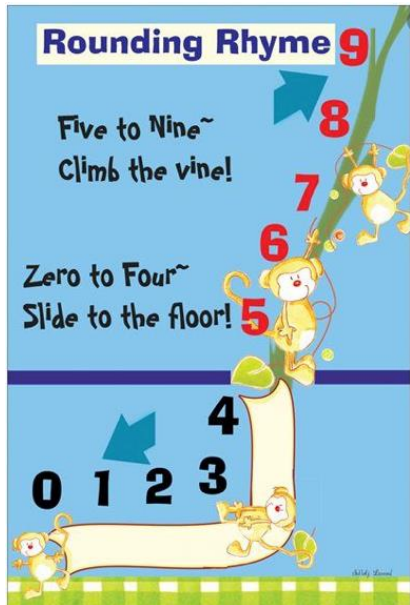 Rounding Rhyme 9
8
Five to Nine~
Climb the vine!
7
6
Zero to Four~
Slide to the floor! 5
4
3
0 1 2